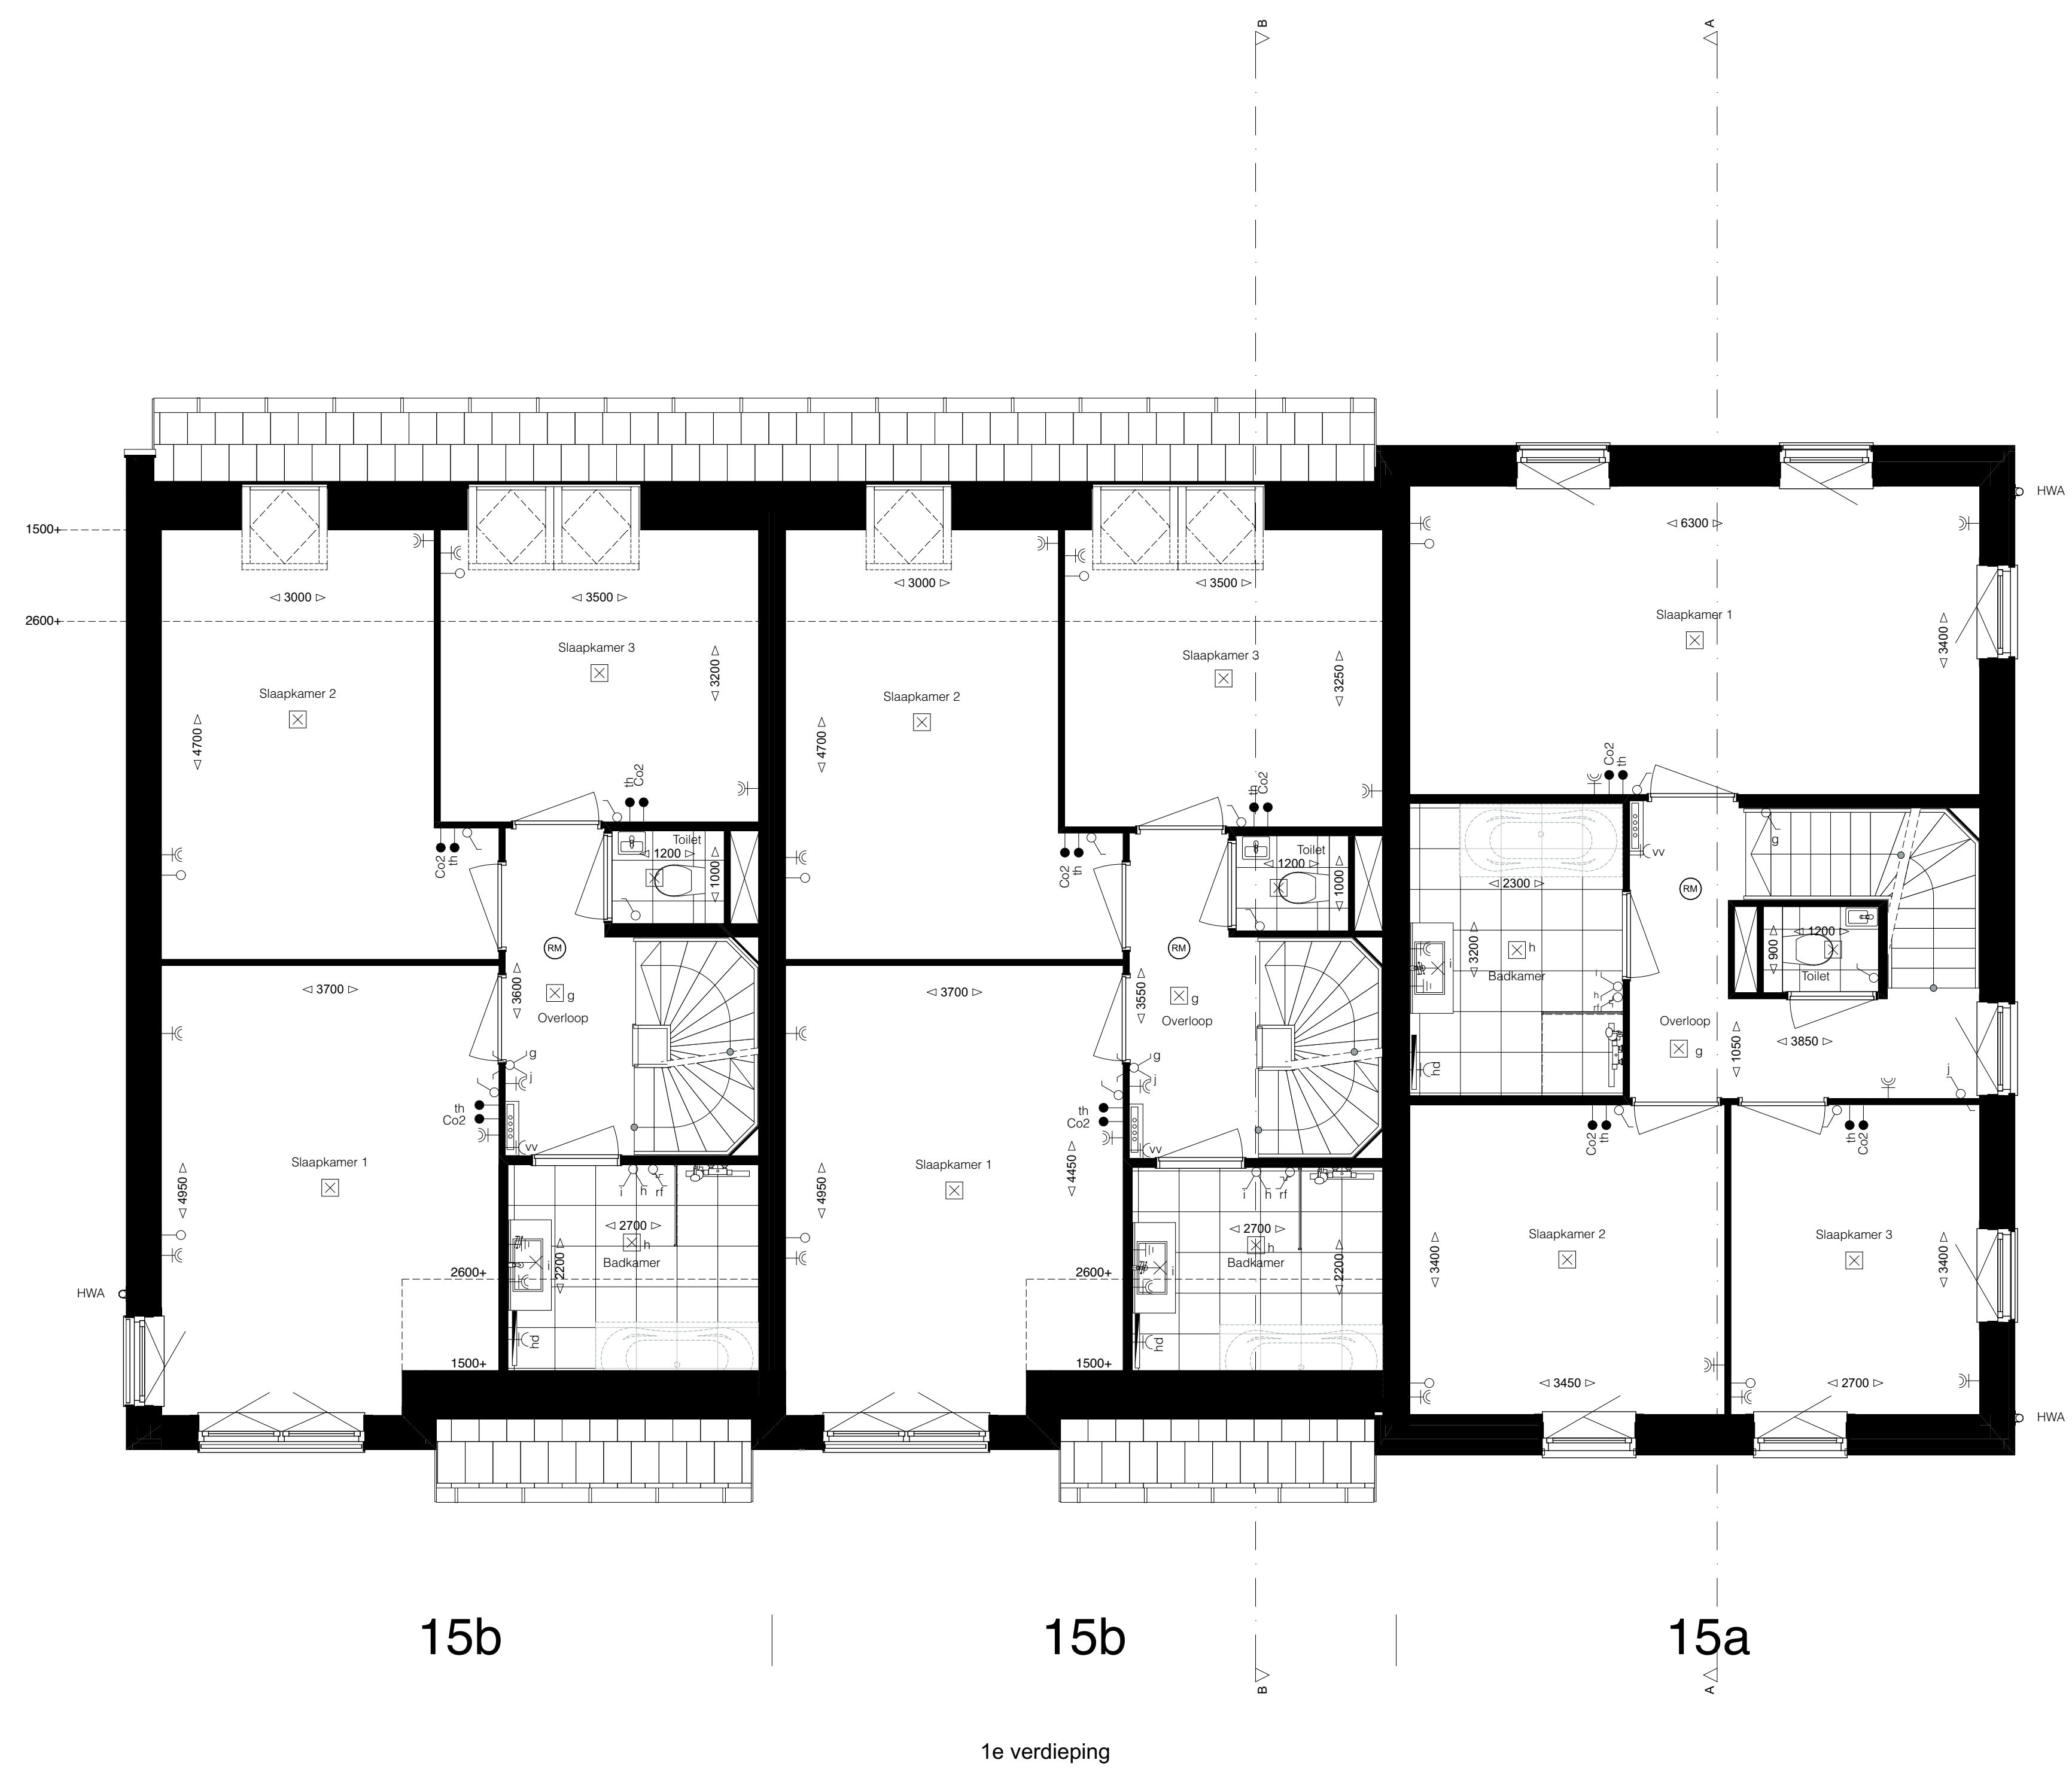 B
A
HWA
1500+
6300
3000
3500
3000
3500
Slaapkamer 1
2600+
3400
Slaapkamer 3
Slaapkamer 3
3200
3250
Slaapkamer 2
Slaapkamer 2
4700
4700
Co2
th
th
Co2
th
Co2
Toilet
1200
1000
Co2
th
Toilet
1200
1000
Co2
th
g
vv
RM
2300
RM
RM
3200
h
i
Badkamer
1200
900
Toilet
h
rf
3700
3600
g
Overloop
3700
3550
g
Overloop
Overloop
g
1050
3850
g
j
g
j
hd
j
th
Co2
th
Co2
vv
vv
Co2
th
th
Co2
Slaapkamer 1
4950
i
h
rf
Slaapkamer 1
4950
4450
i
h
rf
2700
h
Badkamer
2200
i
2700
h
Badkamer
2200
i
Slaapkamer 2
3400
Slaapkamer 3
3400
HWA
2600+
2600+
hd
hd
1500+
1500+
3450
2700
HWA
15b
15b
15a
B
A
1e verdieping